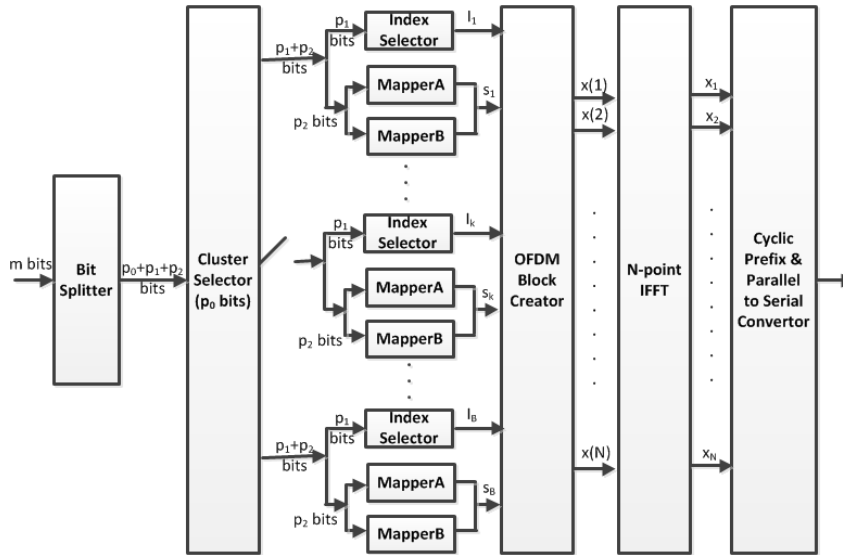 m bits
Bit
Splitter
p₀+p₁+p₂
bits
Cluster
Selector
(p₀ bits)
p₁+p₂
bits
p₁
bits
Index
Selector
I₁
p₂ bits
MapperA
MapperB
s₁
p₁
bits
Index
Selector
Iₖ
p₂ bits
MapperA
MapperB
sₖ
p₁+p₂
bits
p₁
bits
Index
Selector
I_B
p₂ bits
MapperA
MapperB
s_B
OFDM
Block
Creator
x(1)
x(2)
x(N)
N-point
IFFT
x₁
x₂
x_N
Cyclic
Prefix &
Parallel
to Serial
Convertor